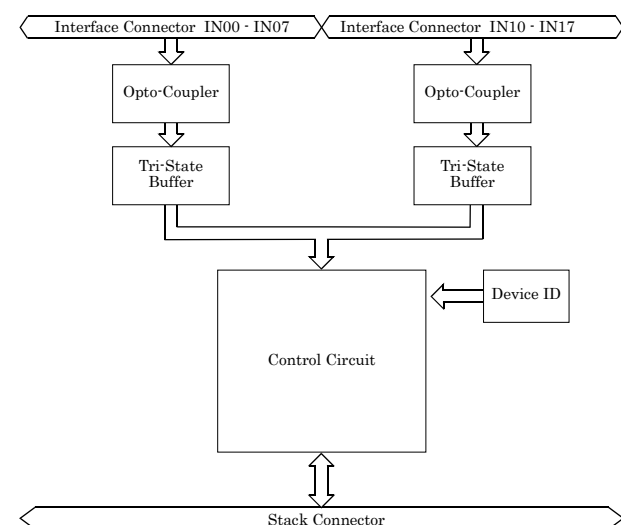 Interface Connector IN00 - IN07
Interface Connector IN10 - IN17
Opto-Coupler
Opto-Coupler
Tri-State
Buffer
Tri-State
Buffer
Device ID
Control Circuit
Stack Connector